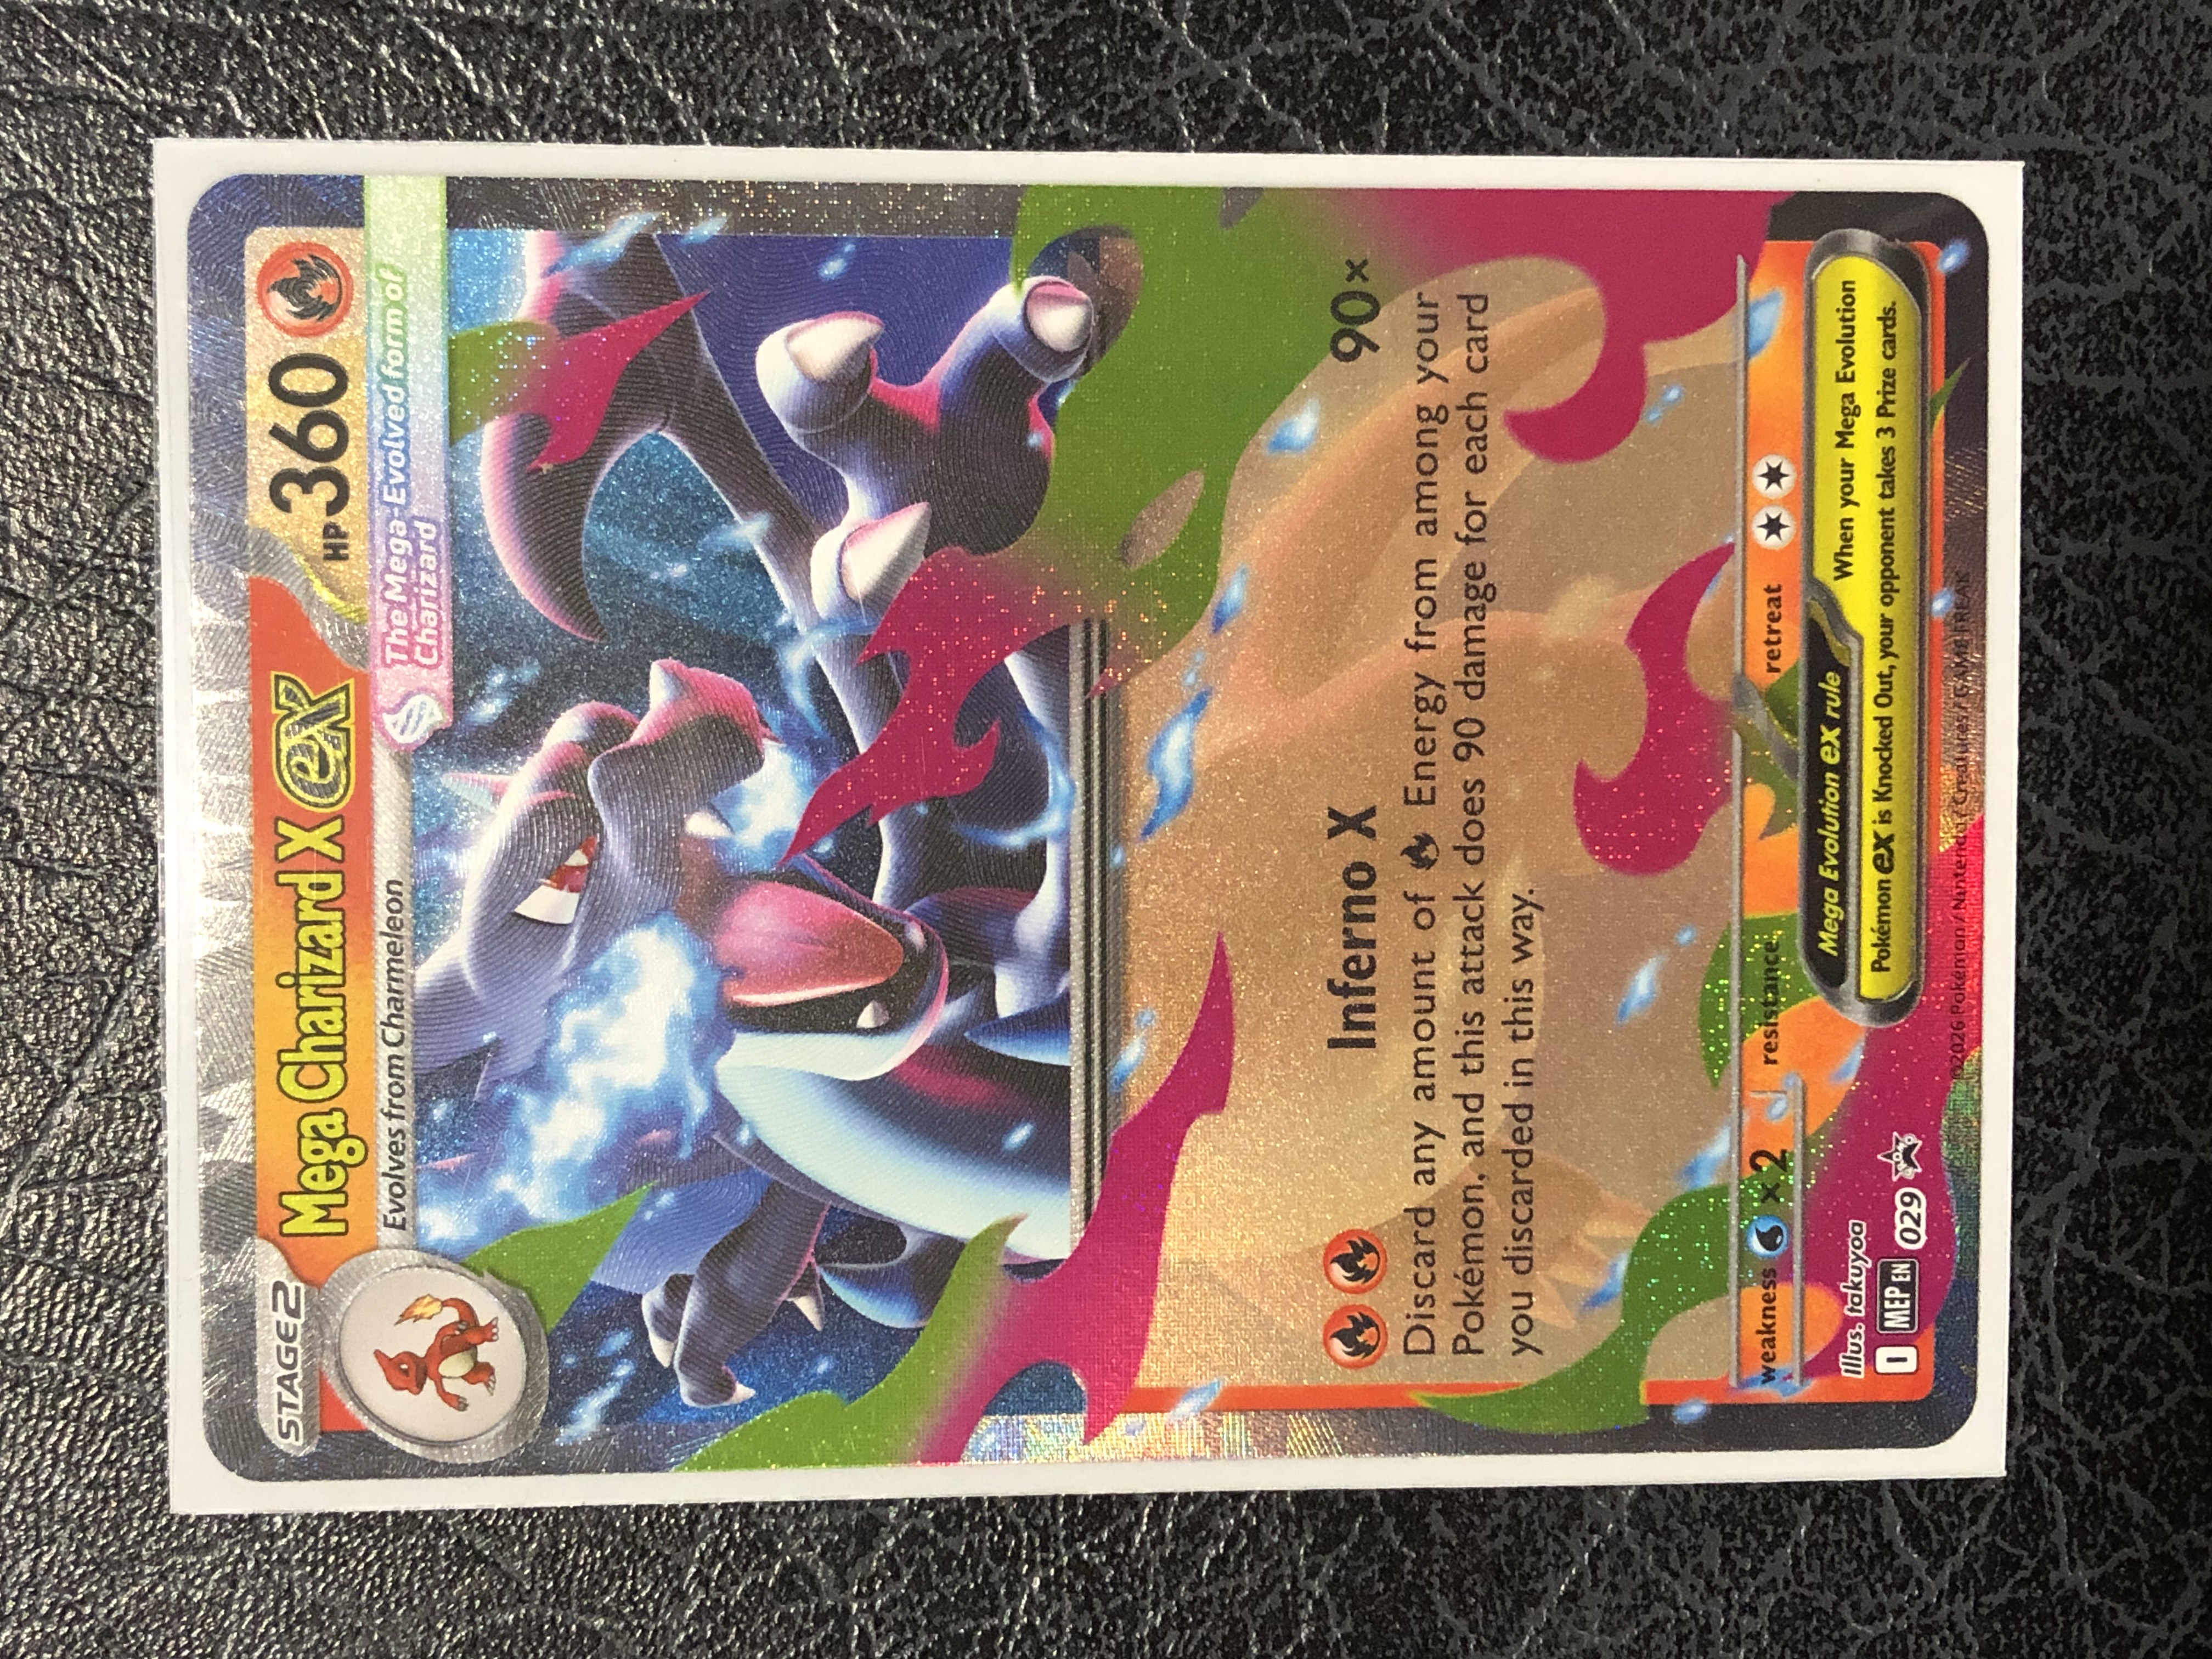 STAGE2
Mega Charizard X ex
HP 360
Evolves from Charmeleon
The Mega-Evolved form of
Charizard
Inferno X 90×
Discard any amount of Energy from among your
Pokémon, and this attack does 90 damage for each card
you discarded in this way.
weakness ×2 resistance retreat
Mega Evolution ex rule When your Mega Evolution
Pokémon ex is Knocked Out, your opponent takes 3 Prize cards.
Illus. takuyoa
I MEP EN 029
©2026 Pokémon / Nintendo / Creatures / GAME FREAK